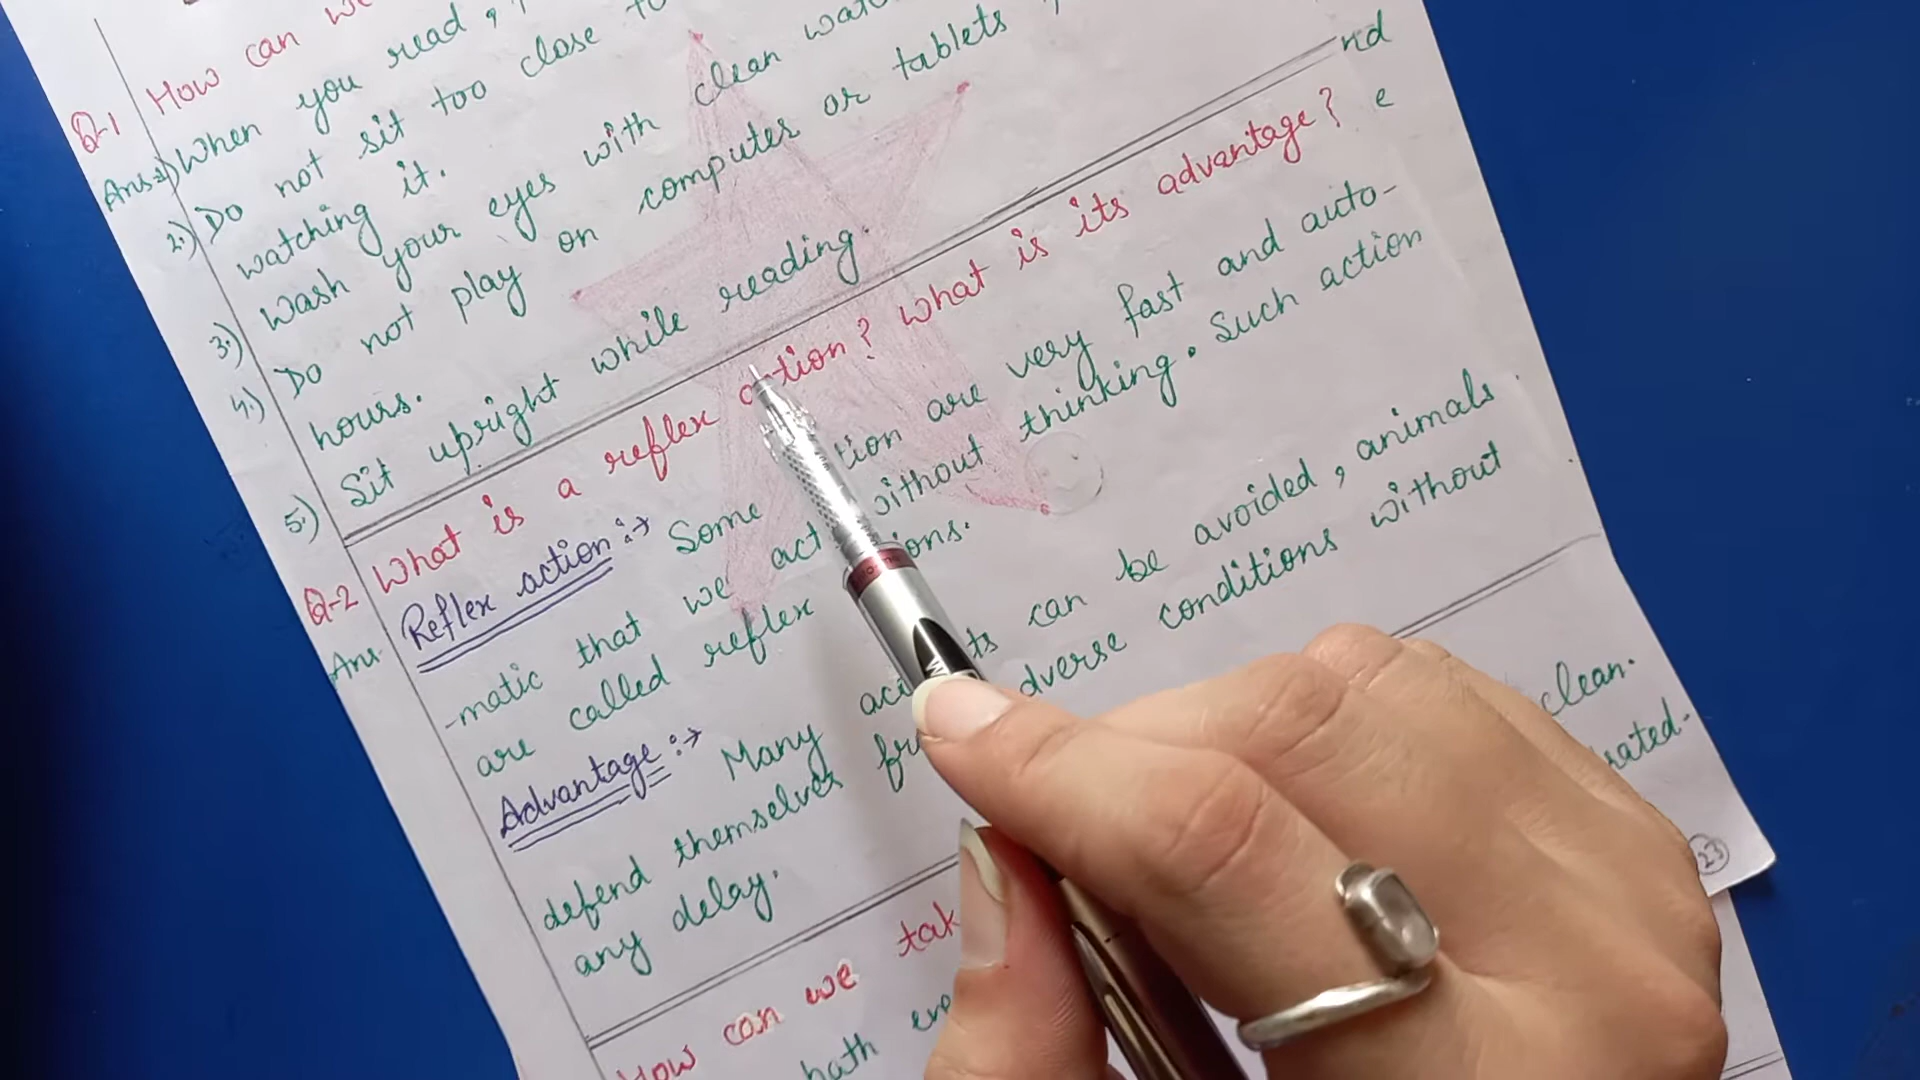 How can we
Q-1
Ans-1) When you read,
2.) Do not sit too close to
watching it.
3.) Wash your eyes with clean
4.) Do not play on computer or tablets
hours.
5.) Sit upright while reading.
nd
e
Q-2 What is a reflex action? What is its advantage?
Ans Reflex action :→ Some are very fast and auto-
-matic that we act without thinking. Such action
are called reflex
Advantage :→ Many can be avoided, animals
defend themselves adverse conditions without
any delay.
How can we
bath
clean.
23